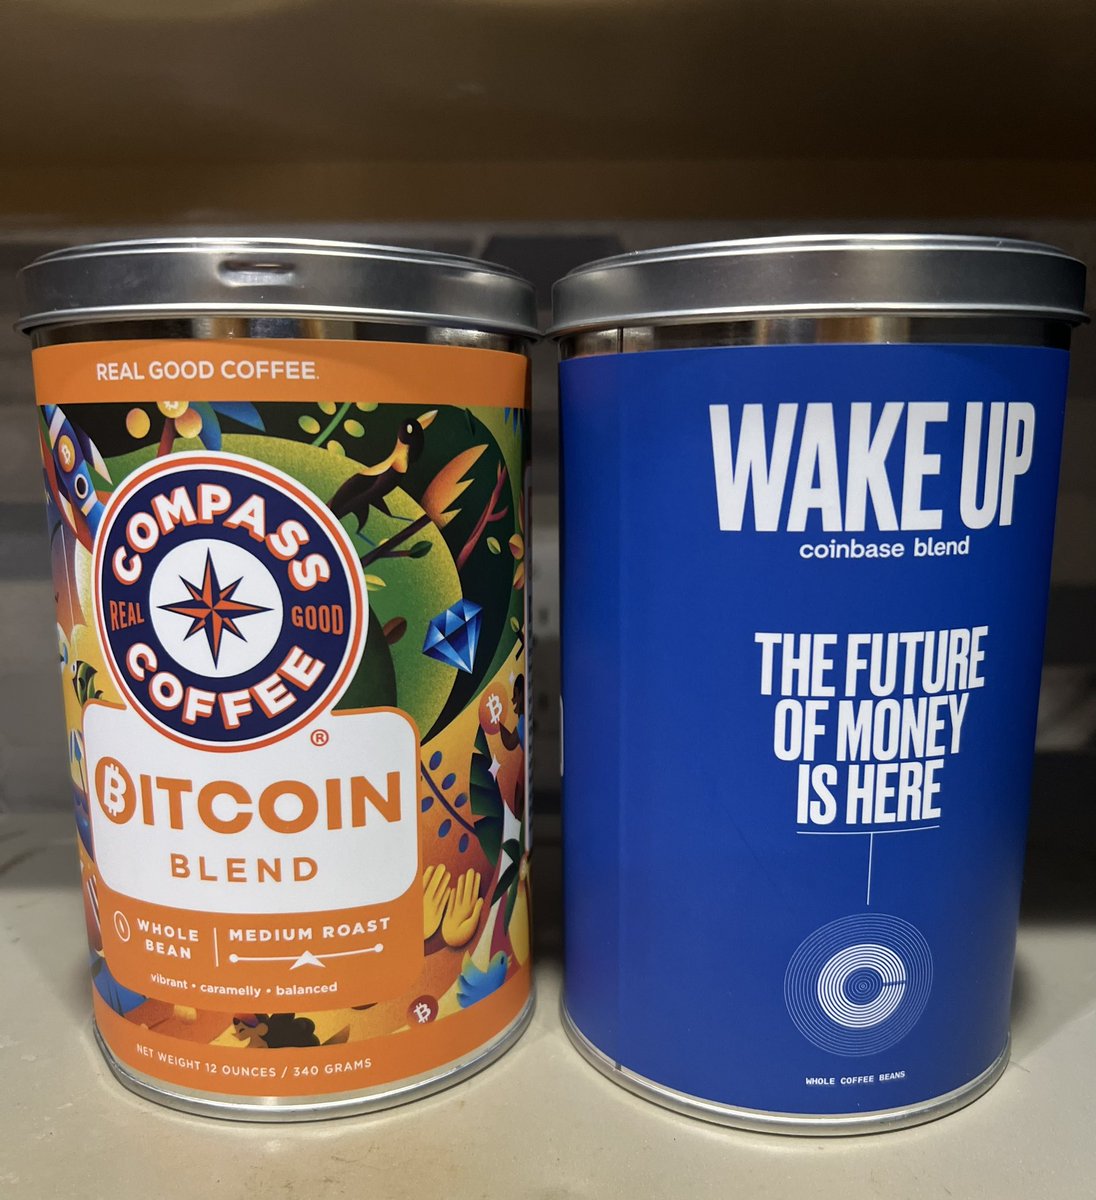 REAL GOOD COFFEE.
COMPASS
REAL GOOD
COFFEE
®
BITCOIN
BLEND
WHOLE
BEAN
MEDIUM ROAST
vibrant • caramelly • balanced
NET WEIGHT 12 OUNCES / 340 GRAMS
WAKE UP
coinbase blend
THE FUTURE
OF MONEY
IS HERE
WHOLE COFFEE BEANS